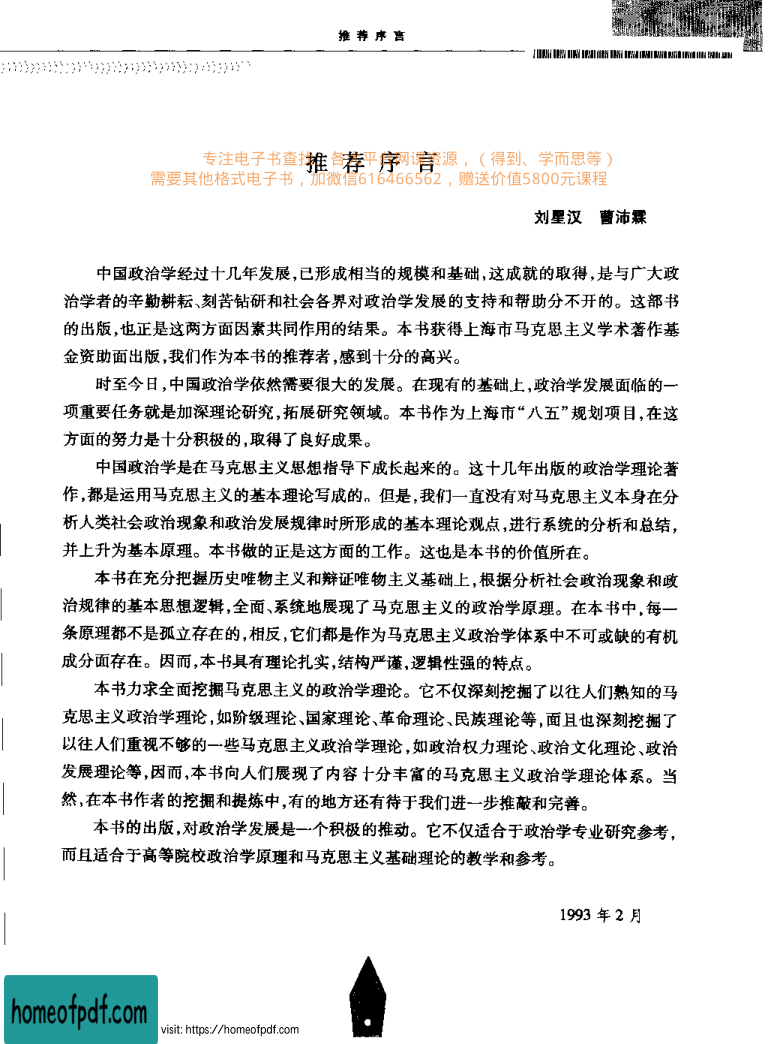 推荐序言
专注电子书查找，各大平台网课资源，（得到、学而思等）
推荐序言
需要其他格式电子书，加微信616466562，赠送价值5800元课程
刘星汉 曹沛霖
中国政治学经过十几年发展,已形成相当的规模和基础,这成就的取得,是与广大政
治学者的辛勤耕耘、刻苦钻研和社会各界对政治学发展的支持和帮助分不开的。这部书
的出版,也正是这两方面因素共同作用的结果。本书获得上海市马克思主义学术著作基
金资助面出版,我们作为本书的推荐者,感到十分的高兴。
时至今日,中国政治学依然需要很大的发展。在现有的基础上,政治学发展面临的一
项重要任务就是加深理论研究,拓展研究领域。本书作为上海市“八五”规划项目,在这
方面的努力是十分积极的,取得了良好成果。
中国政治学是在马克思主义思想指导下成长起来的。这十几年出版的政治学理论著
作,都是运用马克思主义的基本理论写成的。但是,我们一直没有对马克思主义本身在分
析人类社会政治现象和政治发展规律时所形成的基本理论观点,进行系统的分析和总结,
并上升为基本原理。本书做的正是这方面的工作。这也是本书的价值所在。
本书在充分把握历史唯物主义和辩证唯物主义基础上,根据分析社会政治现象和政
治规律的基本思想逻辑,全面、系统地展现了马克思主义的政治学原理。在本书中,每一
条原理都不是孤立存在的,相反,它们都是作为马克思主义政治学体系中不可或缺的有机
成分面存在。因而,本书具有理论扎实,结构严谨,逻辑性强的特点。
本书力求全面挖掘马克思主义的政治学理论。它不仅深刻挖掘了以往人们熟知的马
克思主义政治学理论,如阶级理论、国家理论、革命理论、民族理论等,而且也深刻挖掘了
以往人们重视不够的一些马克思主义政治学理论,如政治权力理论、政治文化理论、政治
发展理论等,因而,本书向人们展现了内容十分丰富的马克思主义政治学理论体系。当
然,在本书作者的挖掘和提炼中,有的地方还有待于我们进一步推敲和完善。
本书的出版,对政治学发展是一个积极的推动。它不仅适合于政治学专业研究参考,
而且适合于高等院校政治学原理和马克思主义基础理论的教学和参考。
1993 年 2 月
homeofpdf.com
visit: https://homeofpdf.com